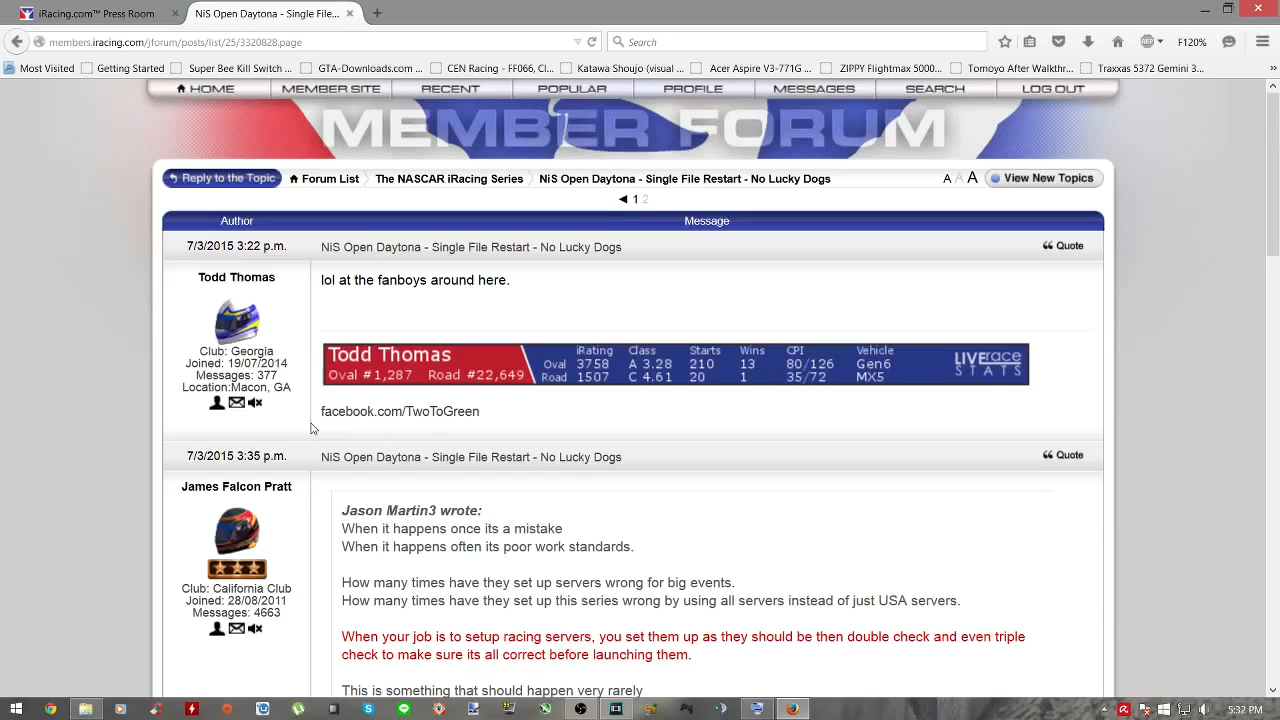 iRacing.com™ Press Room
NiS Open Daytona - Single File...
members.iracing.com/jforum/posts/list/25/3320828.page
Search
ABP
F120%
Most Visited
Getting Started
Super Bee Kill Switch ...
GTA-Downloads.com ...
CEN Racing - FF066, Cl...
Katawa Shoujo (visual ...
Acer Aspire V3-771G ...
ZIPPY Flightmax 5000...
Tomoyo After Walkthr...
Traxxas 5372 Gemini 3...
»
HOME
MEMBER SITE
RECENT
POPULAR
PROFILE
MESSAGES
SEARCH
LOG OUT
MEMBER FORUM
Reply to the Topic
Forum List
The NASCAR iRacing Series
NiS Open Daytona - Single File Restart - No Lucky Dogs
A A A
View New Topics
1 2
Author
Message
7/3/2015 3:22 p.m.
NiS Open Daytona - Single File Restart - No Lucky Dogs
Quote
Todd Thomas
Club: Georgia
Joined: 19/07/2014
Messages: 377
Location:Macon, GA
lol at the fanboys around here.
Todd Thomas
Oval #1,287 Road #22,649
iRating Class Starts Wins CPI Vehicle
Oval 3758 A 3.28 210 13 80/126 Gen6
Road 1507 C 4.61 20 1 35/72 MX5
LIVErace
STATS
facebook.com/TwoToGreen
7/3/2015 3:35 p.m.
NiS Open Daytona - Single File Restart - No Lucky Dogs
Quote
James Falcon Pratt
Club: California Club
Joined: 28/08/2011
Messages: 4663
Jason Martin3 wrote:
When it happens once its a mistake
When it happens often its poor work standards.
How many times have they set up servers wrong for big events.
How many times have they set up this series wrong by using all servers instead of just USA servers.
When your job is to setup racing servers, you set them up as they should be then double check and even triple
check to make sure its all correct before launching them.
This is something that should happen very rarely
5:32 PM